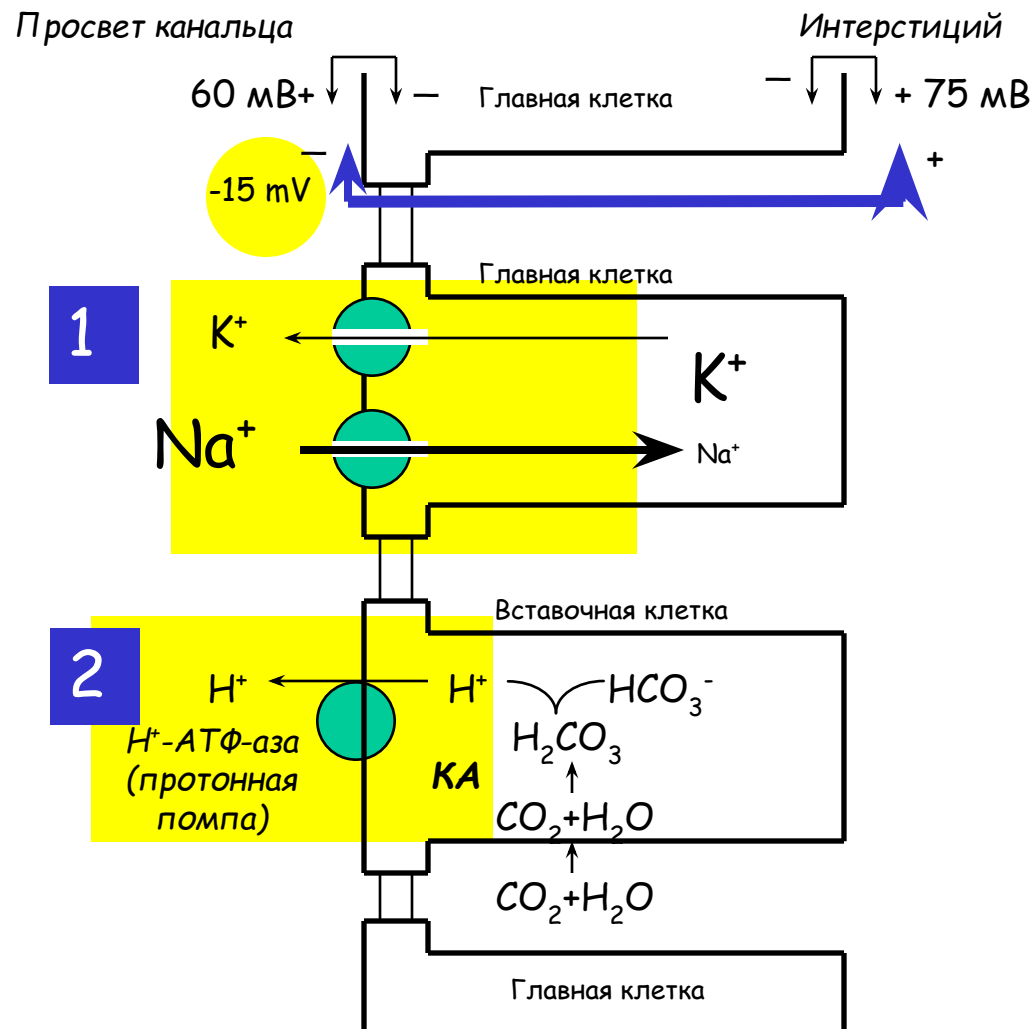 Просвет канальца
Интерстиций
60 мВ+
—
Главная клетка
—
+ 75 мВ
—
+
-15 mV
Главная клетка
1
K⁺
K⁺
Na⁺
Na⁺
Вставочная клетка
2
H⁺
H⁺
HCO₃⁻
H⁺-АТФ-аза
(протонная
помпа)
H₂CO₃
КА
CO₂+H₂O
CO₂+H₂O
Главная клетка